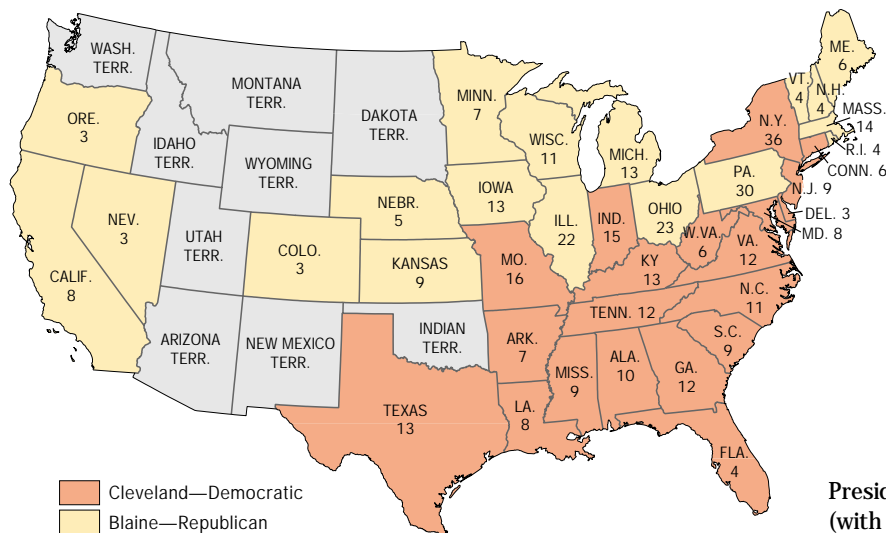 WASH.
TERR.
MONTANA
TERR.
DAKOTA
TERR.
MINN.
7
ME.
6
VT.
4
N.H.
4
MASS.
14
ORE.
3
IDAHO
TERR.
WYOMING
TERR.
WISC.
11
MICH.
13
N.Y.
36
R.I. 4
CONN. 6
NEV.
3
UTAH
TERR.
COLO.
3
NEBR.
5
IOWA
13
ILL.
22
IND.
15
OHIO
23
PA.
30
N.J. 9
DEL. 3
MD. 8
CALIF.
8
KANSAS
9
MO.
16
KY
13
W.VA.
6
VA.
12
ARIZONA
TERR.
NEW MEXICO
TERR.
INDIAN
TERR.
ARK.
7
TENN. 12
N.C.
11
S.C.
9
TEXAS
13
LA.
8
MISS.
9
ALA.
10
GA.
12
FLA.
4
Cleveland—Democratic
Blaine—Republican
Presid
(with